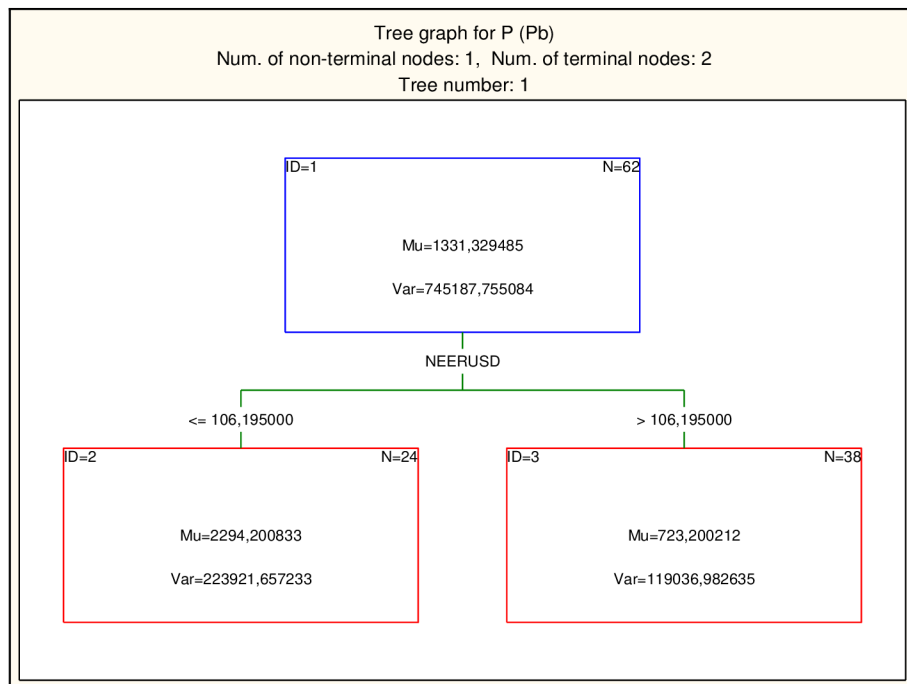 Tree graph for P (Pb)
Num. of non-terminal nodes: 1,  Num. of terminal nodes: 2
Tree number: 1
ID=1 N=62
Mu=1331,329485
Var=745187,755084
NEERUSD
<= 106,195000 > 106,195000
ID=2 N=24 ID=3 N=38
Mu=2294,200833 Mu=723,200212
Var=223921,657233 Var=119036,982635